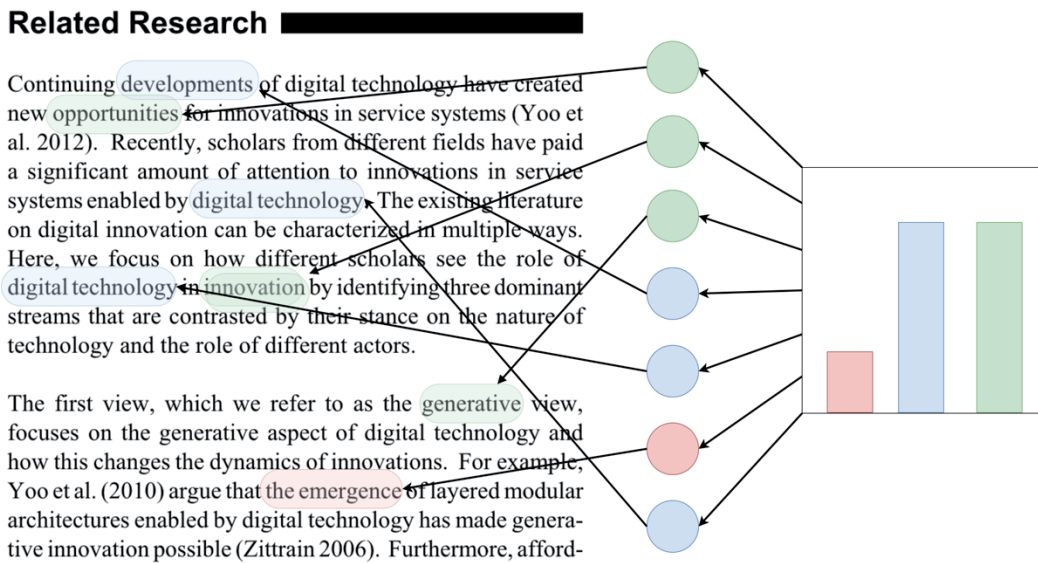 Related Research
Continuing developments of digital technology have created
new opportunities for innovations in service systems (Yoo et
al. 2012). Recently, scholars from different fields have paid
a significant amount of attention to innovations in service
systems enabled by digital technology. The existing literature
on digital innovation can be characterized in multiple ways.
Here, we focus on how different scholars see the role of
digital technology in innovation by identifying three dominant
streams that are contrasted by their stance on the nature of
technology and the role of different actors.
The first view, which we refer to as the generative view,
focuses on the generative aspect of digital technology and
how this changes the dynamics of innovations. For example,
Yoo et al. (2010) argue that the emergence of layered modular
architectures enabled by digital technology has made genera-
tive innovation possible (Zittrain 2006). Furthermore, afford-